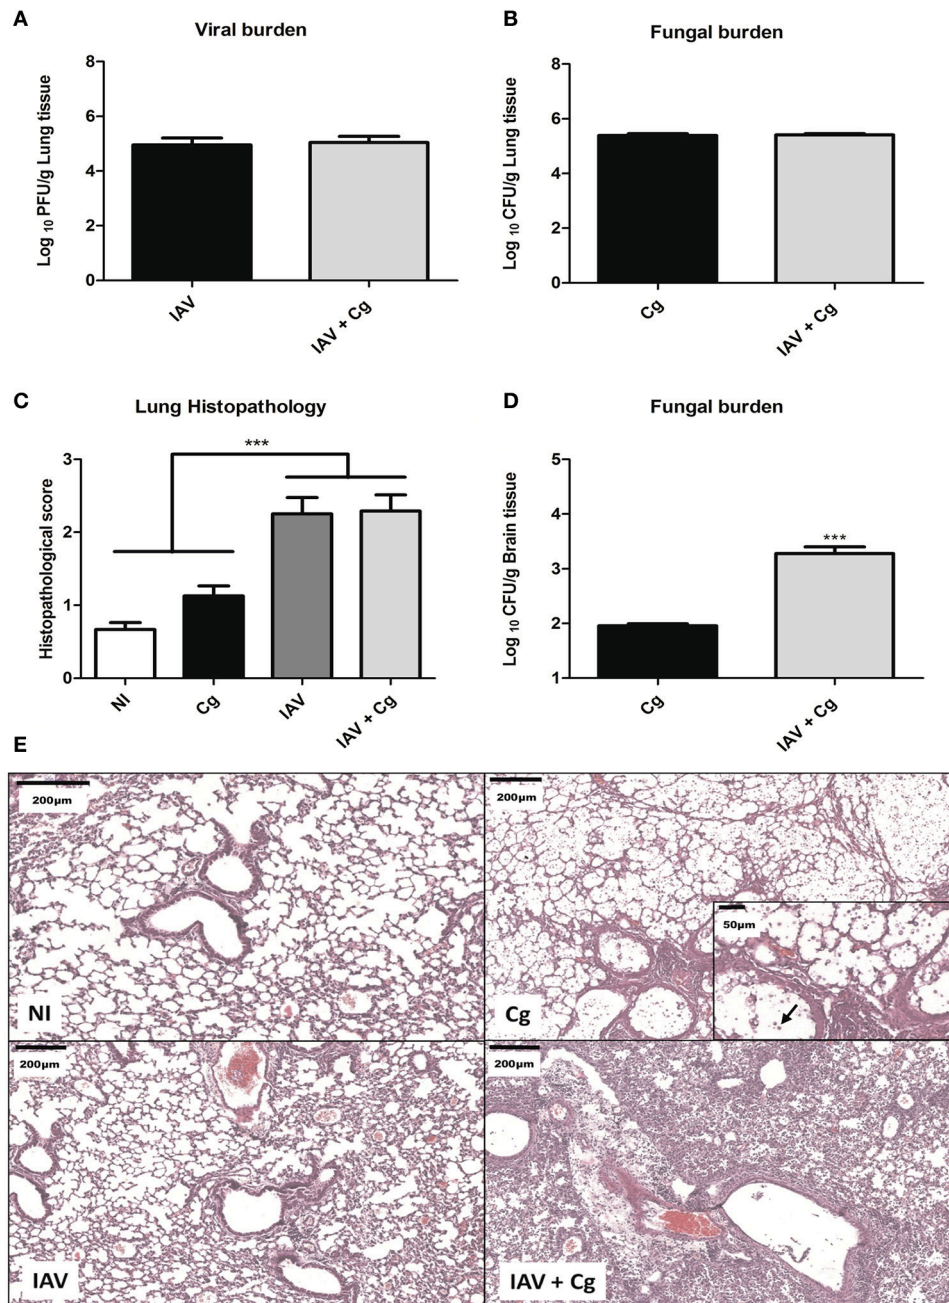 A
Viral burden
Log 10 PFU/g Lung tissue
8
6
4
2
0
IAV
IAV + Cg
B
Fungal burden
Log 10 CFU/g Lung tissue
8
6
4
2
0
Cg
IAV + Cg
C
Lung Histopathology
Histopathological score
3
2
1
0
***
NI
Cg
IAV
IAV + Cg
D
Fungal burden
Log 10 CFU/g Brain tissue
5
4
3
2
1
***
Cg
IAV + Cg
E
200µm
NI
200µm
50µm
Cg
200µm
IAV
200µm
IAV + Cg